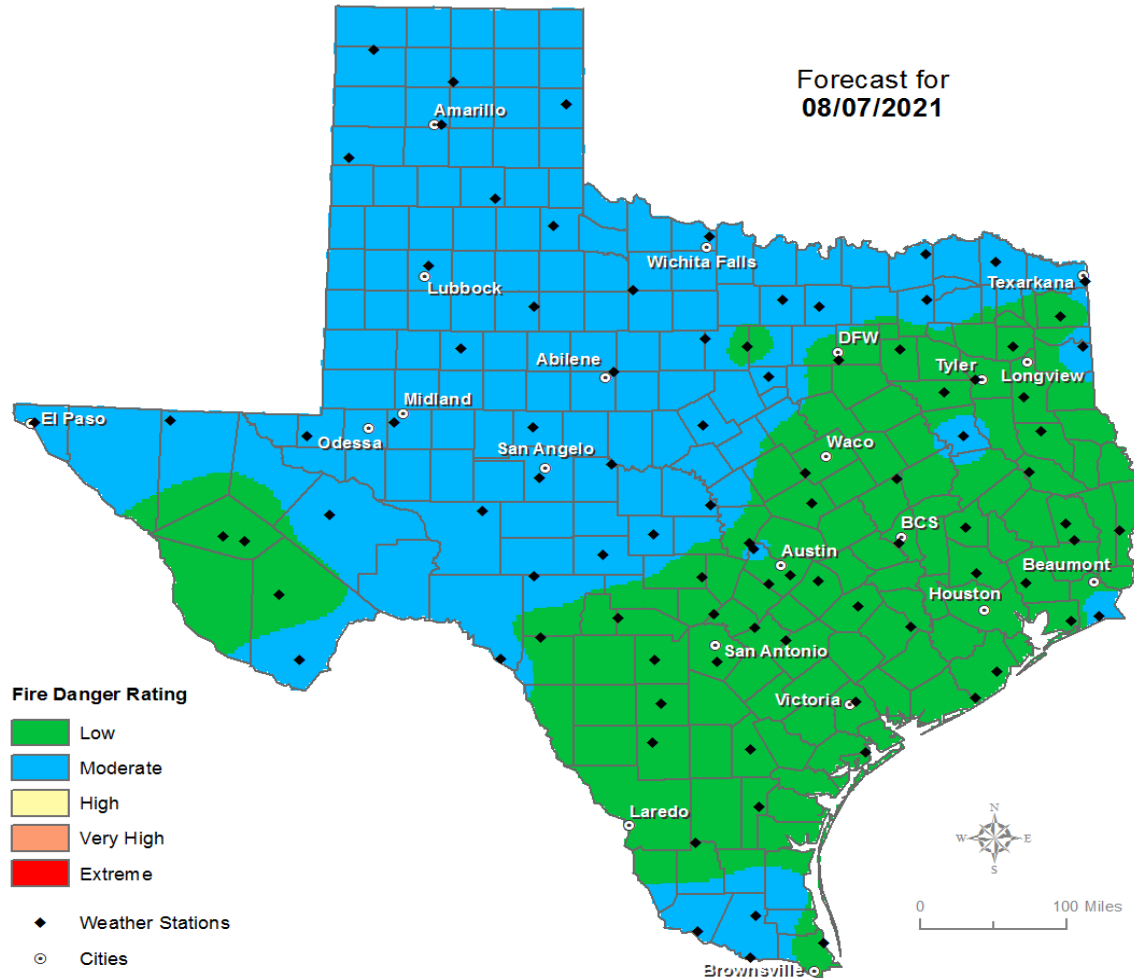 Forecast for
08/07/2021
Amarillo
Wichita Falls
Lubbock
Texarkana
DFW
Abilene
Tyler
Longview
Midland
El Paso
Odessa
San Angelo
Waco
BCS
Austin
Beaumont
Houston
San Antonio
Victoria
Laredo
Brownsville
Fire Danger Rating
Low
Moderate
High
Very High
Extreme
Weather Stations
Cities
N
W
E
S
0
100 Miles